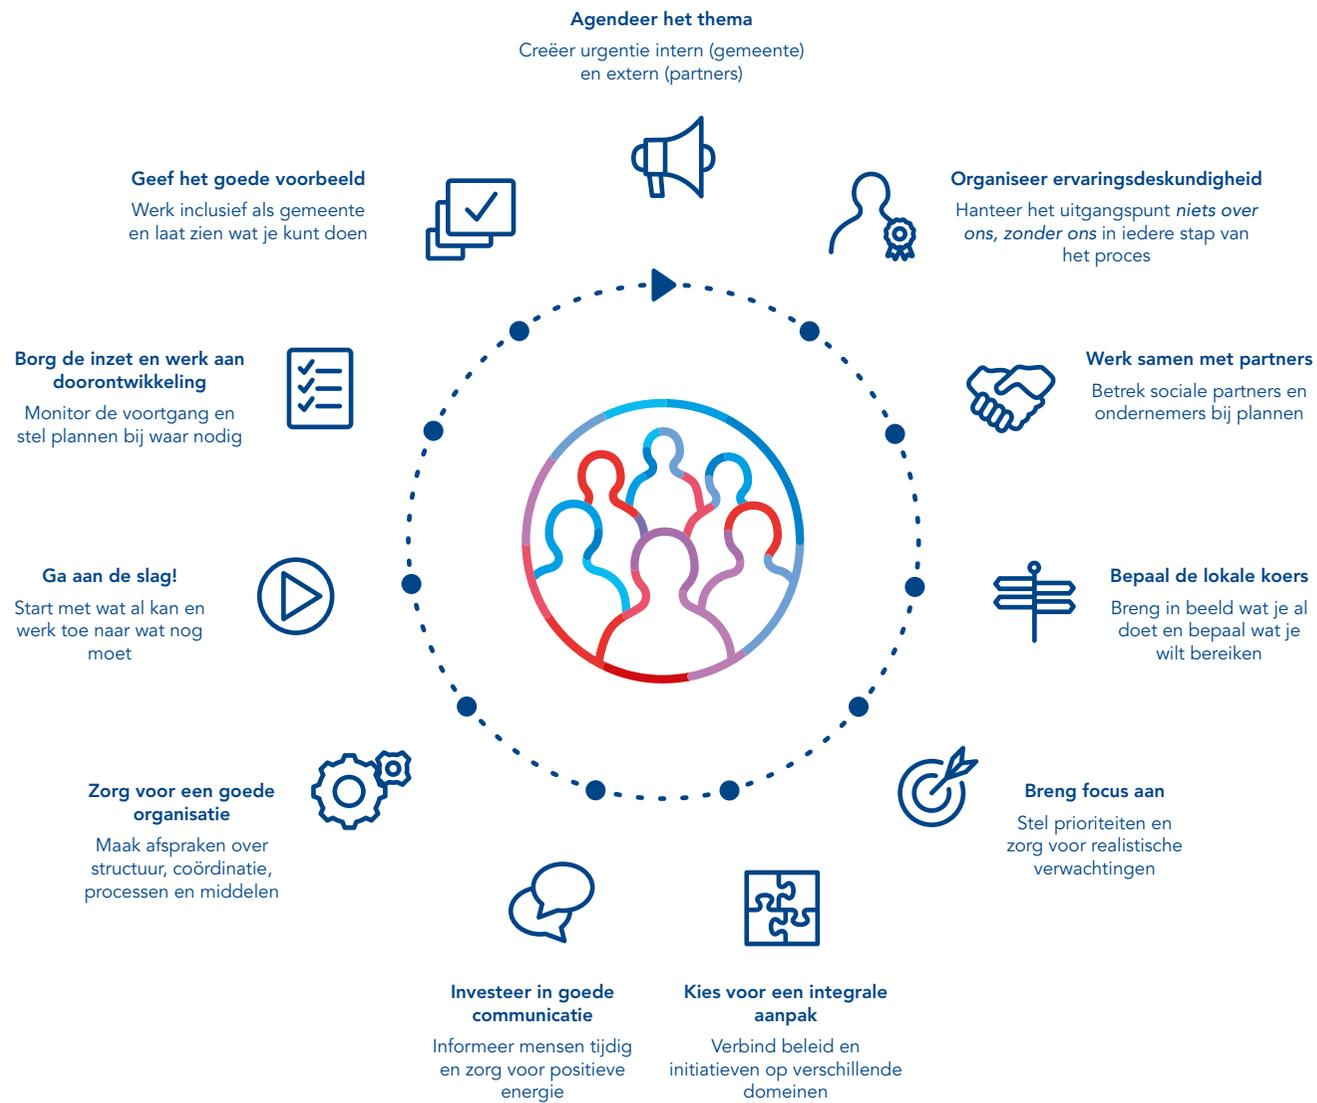 Agendeer het thema
Creëer urgentie intern (gemeente)
en extern (partners)
Organiseer ervaringsdeskundigheid
Hanteer het uitgangspunt niets over
ons, zonder ons in iedere stap van
het proces
Werk samen met partners
Betrek sociale partners en
ondernemers bij plannen
Bepaal de lokale koers
Breng in beeld wat je al
doet en bepaal wat je
wilt bereiken
Breng focus aan
Stel prioriteiten en
zorg voor realistische
verwachtingen
Kies voor een integrale
aanpak
Verbind beleid en
initiatieven op verschillende
domeinen
Investeer in goede
communicatie
Informeer mensen tijdig
en zorg voor positieve
energie
Zorg voor een goede
organisatie
Maak afspraken over
structuur, coördinatie,
processen en middelen
Ga aan de slag!
Start met wat al kan en
werk toe naar wat nog
moet
Borg de inzet en werk aan
doorontwikkeling
Monitor de voortgang en
stel plannen bij waar nodig
Geef het goede voorbeeld
Werk inclusief als gemeente
en laat zien wat je kunt doen